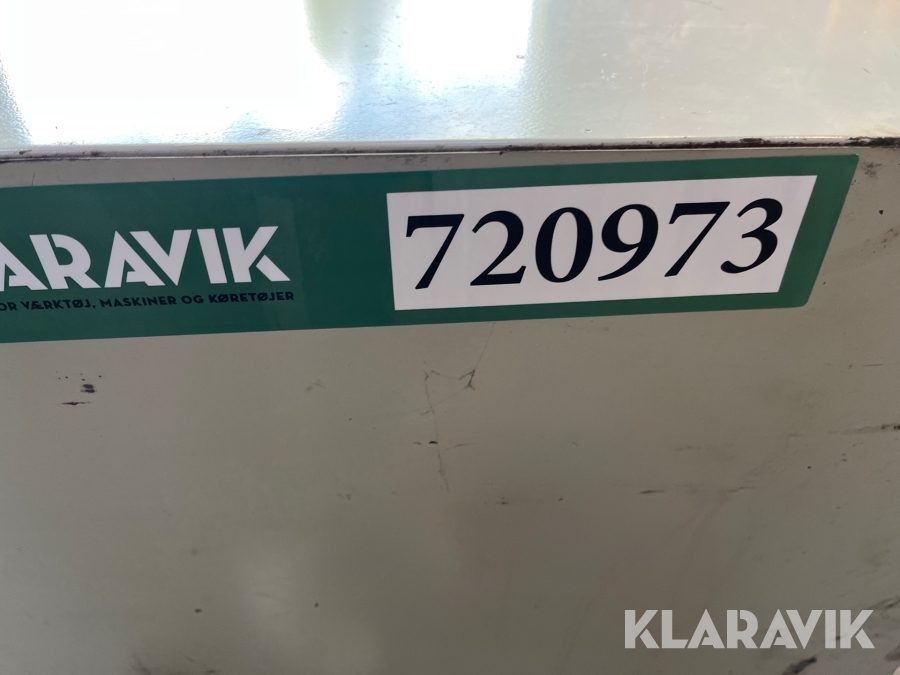 ARAVIK
720973
OR VÆRKTØJ, MASKINER OG KØRETØJER
KLARAVIK